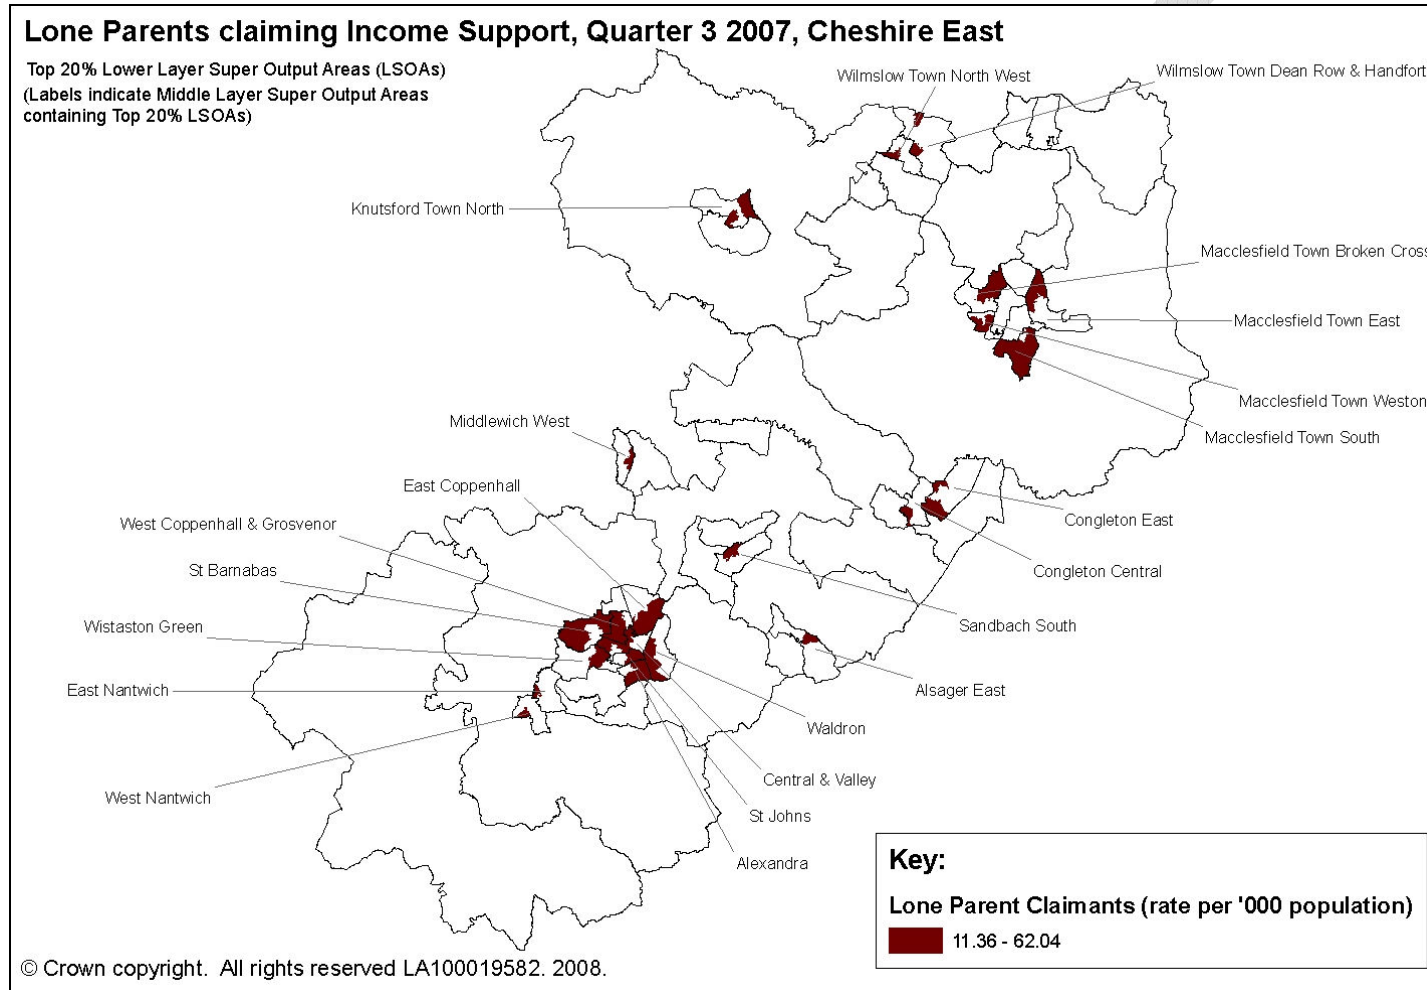 Lone Parents claiming Income Support, Quarter 3 2007, Cheshire East
Top 20% Lower Layer Super Output Areas (LSOAs)
(Labels indicate Middle Layer Super Output Areas
containing Top 20% LSOAs)
Wilmslow Town North West
Wilmslow Town Dean Row & Handfort
Knutsford Town North
Macclesfield Town Broken Cross
Macclesfield Town East
Macclesfield Town Weston
Macclesfield Town South
Middlewich West
East Coppenhall
West Coppenhall & Grosvenor
Congleton East
St Barnabas
Congleton Central
Wistaston Green
Sandbach South
East Nantwich
Alsager East
Waldron
West Nantwich
Central & Valley
St Johns
Alexandra
Key:
Lone Parent Claimants (rate per '000 population)
11.36 - 62.04
© Crown copyright. All rights reserved LA100019582. 2008.